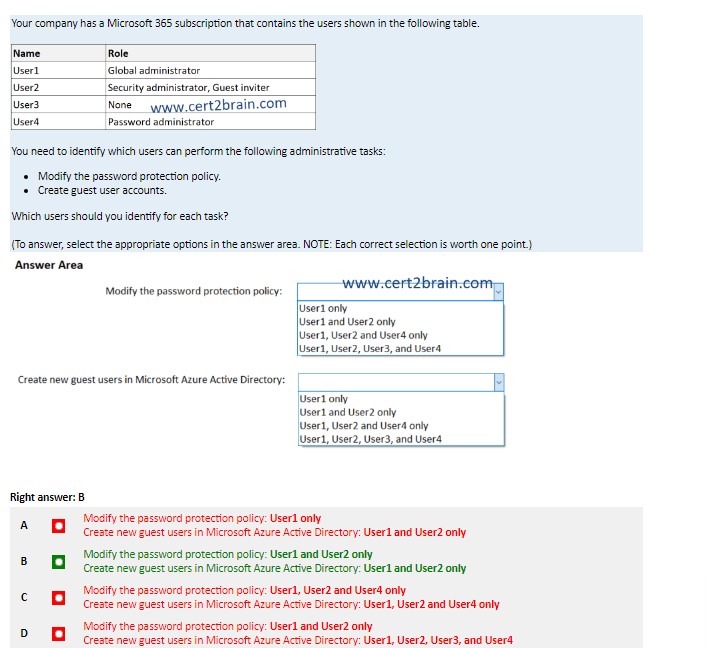 Your company has a Microsoft 365 subscription that contains the users shown in the following table.
Name Role
User1 Global administrator
User2 Security administrator, Guest inviter
User3 None www.cert2brain.com
User4 Password administrator
You need to identify which users can perform the following administrative tasks:
• Modify the password protection policy.
• Create guest user accounts.
Which users should you identify for each task?
(To answer, select the appropriate options in the answer area. NOTE: Each correct selection is worth one point.)
Answer Area
www.cert2brain.com
Modify the password protection policy:
User1 only
User1 and User2 only
User1, User2 and User4 only
User1, User2, User3, and User4
Create new guest users in Microsoft Azure Active Directory:
User1 only
User1 and User2 only
User1, User2 and User4 only
User1, User2, User3, and User4
Right answer: B
A
Modify the password protection policy: User1 only
Create new guest users in Microsoft Azure Active Directory: User1 and User2 only
B
Modify the password protection policy: User1 and User2 only
Create new guest users in Microsoft Azure Active Directory: User1 and User2 only
C
Modify the password protection policy: User1, User2 and User4 only
Create new guest users in Microsoft Azure Active Directory: User1, User2 and User4 only
D
Modify the password protection policy: User1 and User2 only
Create new guest users in Microsoft Azure Active Directory: User1, User2, User3, and User4